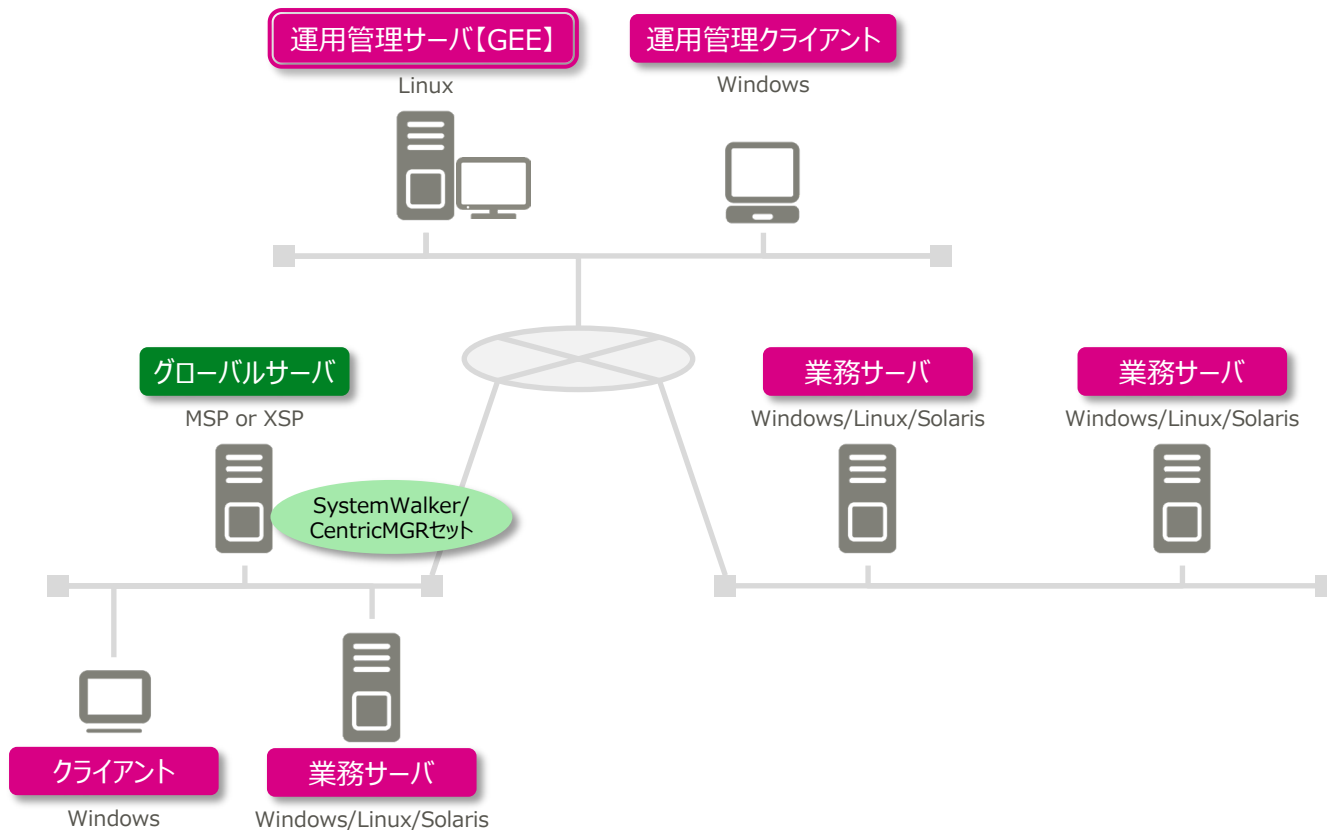 運用管理サーバ【GEE】
Linux
運用管理クライアント
Windows
グローバルサーバ
MSP or XSP
SystemWalker/
CentricMGRセット
業務サーバ
Windows/Linux/Solaris
業務サーバ
Windows/Linux/Solaris
クライアント
Windows
業務サーバ
Windows/Linux/Solaris